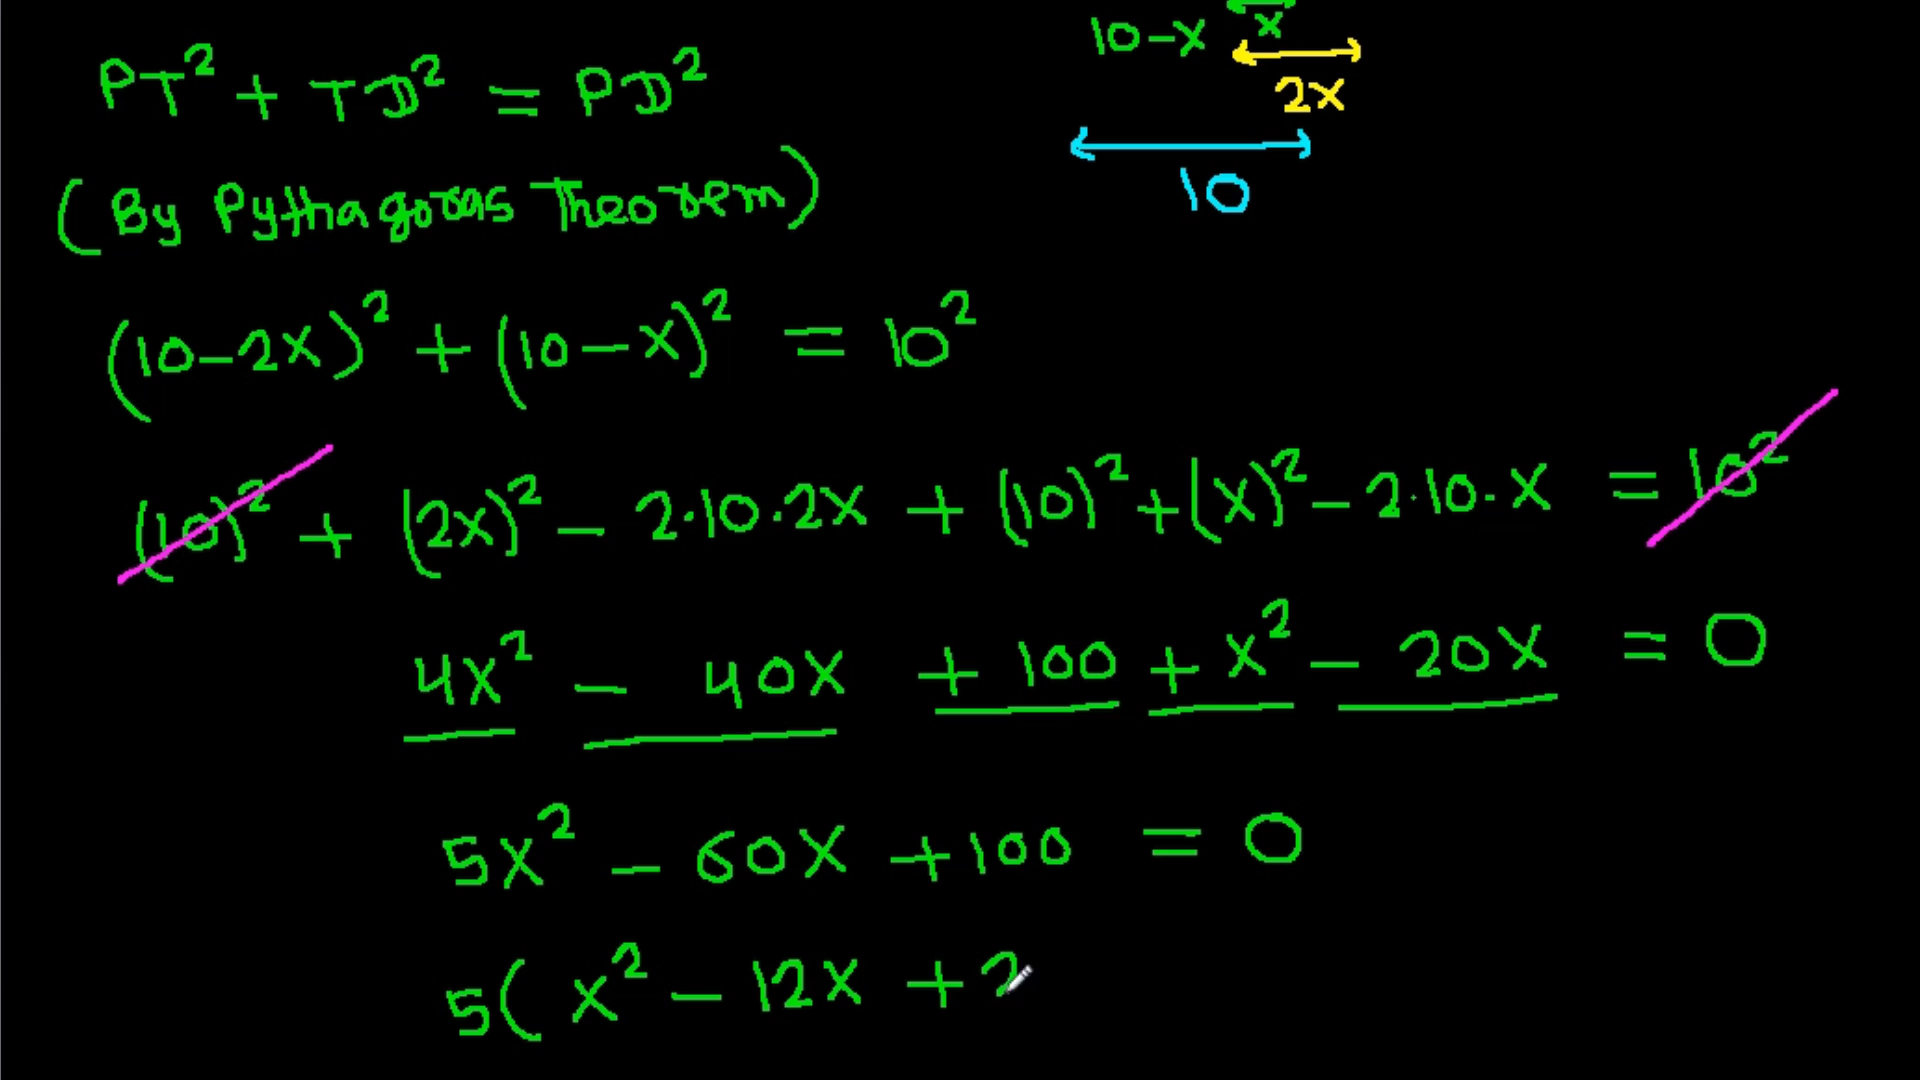 PT² + TD² = PD²
(By Pythagoras Theorem)
10-x
x
2x
10
(10-2x)² + (10-x)² = 10²
(10)² + (2x)² - 2·10·2x + (10)² + (x)² - 2·10·x = 10²
4x² - 40x + 100 + x² - 20x = 0
5x² - 60x + 100 = 0
5( x² - 12x + 2